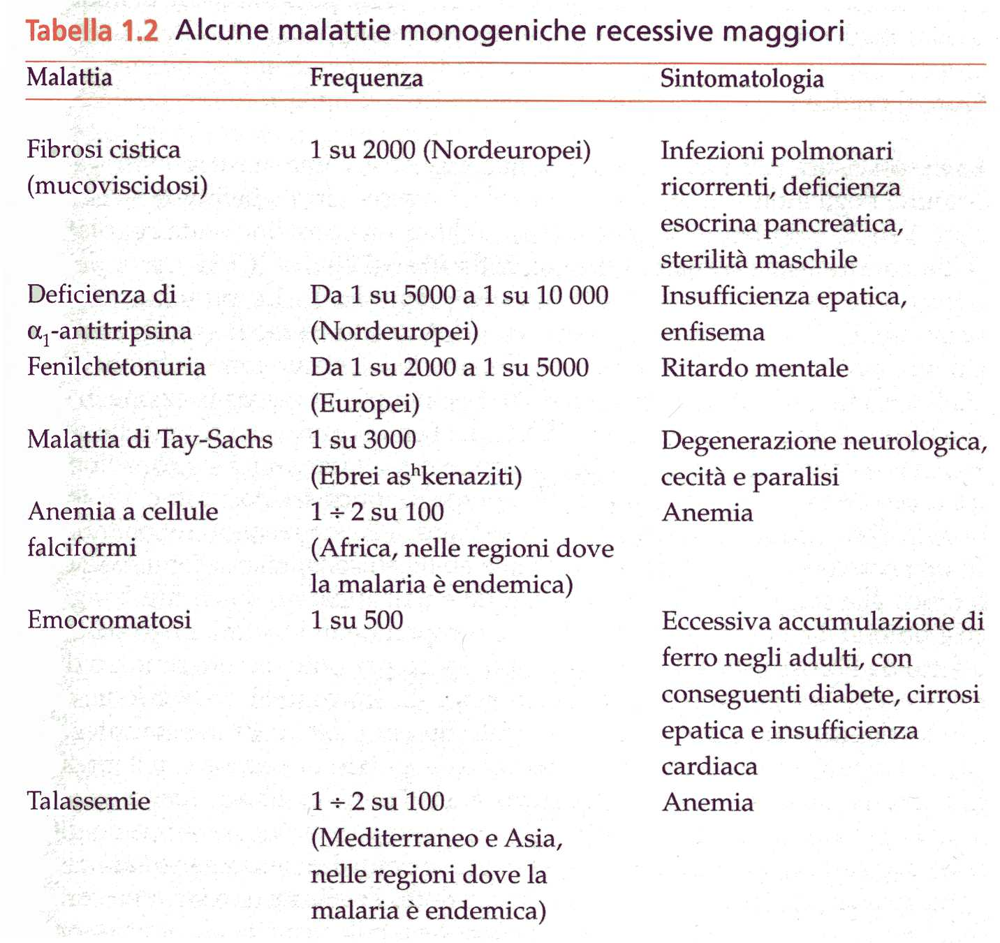 Tabella 1.2 Alcune malattie monogeniche recessive maggiori
Malattia Frequenza Sintomatologia
Fibrosi cistica 1 su 2000 (Nordeuropei) Infezioni polmonari
(mucoviscidosi) ricorrenti, deficienza
esocrina pancreatica,
sterilità maschile
Deficienza di Da 1 su 5000 a 1 su 10 000 Insufficienza epatica,
α₁-antitripsina (Nordeuropei) enfisema
Fenilchetonuria Da 1 su 2000 a 1 su 5000 Ritardo mentale
(Europei)
Malattia di Tay-Sachs 1 su 3000 Degenerazione neurologica,
(Ebrei asʰkenaziti) cecità e paralisi
Anemia a cellule 1 ÷ 2 su 100 Anemia
falciformi (Africa, nelle regioni dove
la malaria è endemica)
Emocromatosi 1 su 500 Eccessiva accumulazione di
ferro negli adulti, con
conseguenti diabete, cirrosi
epatica e insufficienza
cardiaca
Talassemie 1 ÷ 2 su 100 Anemia
(Mediterraneo e Asia,
nelle regioni dove la
malaria è endemica)